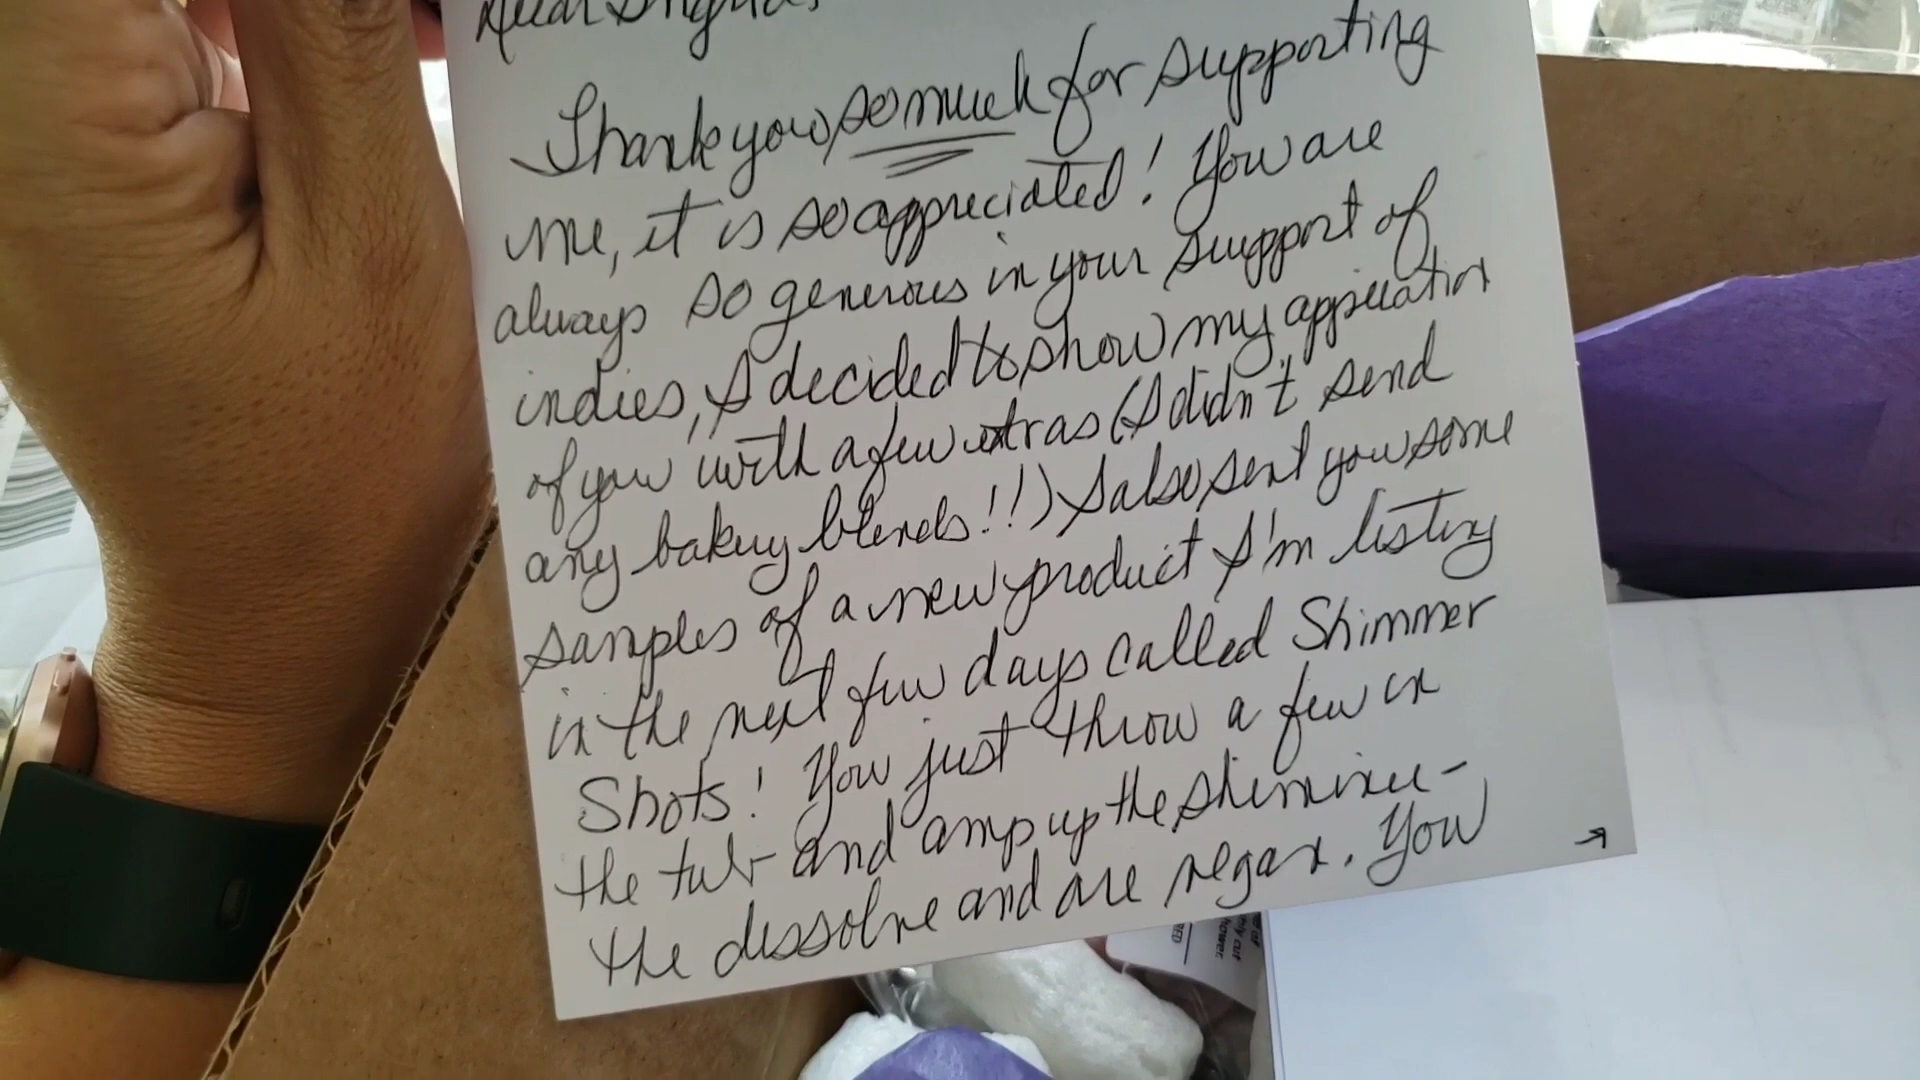 Dear
Thank you, so much for supporting
me, it is so appreciated! You are
always so generous in your support of
indies, I decided to show my appreciation
of you with a few extras (I didn't send
any bakery blends!!) I also sent you some
samples of a new product I'm listing
in the next few days called Shimmer
Shots! You just throw a few in
the tub and amp up the shimmer-
the dissolve and are vegan. You